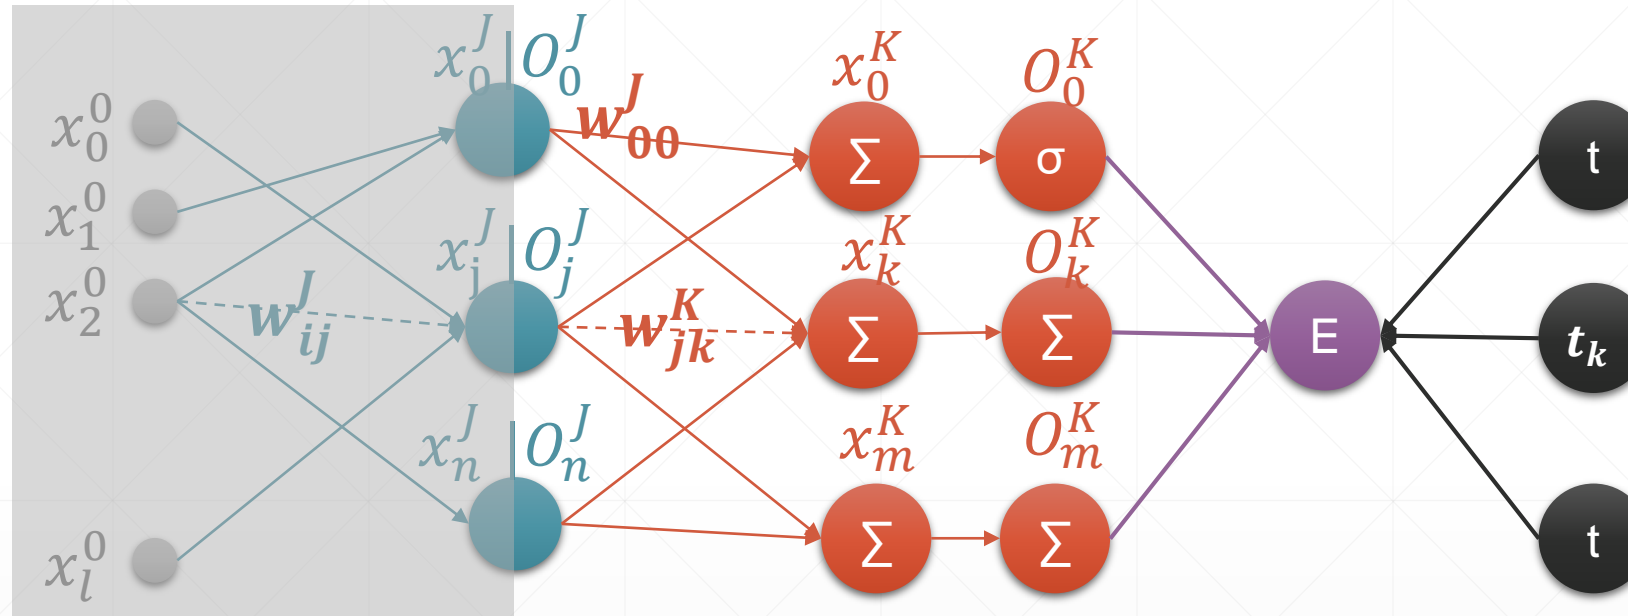 x_0^J | O_0^J
x_0^K
O_0^K
x_0^0
w_00^J
∑
σ
t
x_1^0
x_j^J | O_j^J
x_k^K
O_k^K
x_2^0
w_ij^J
w_jk^K
∑
∑
E
t_k
x_n^J | O_n^J
x_m^K
O_m^K
x_l^0
∑
∑
t